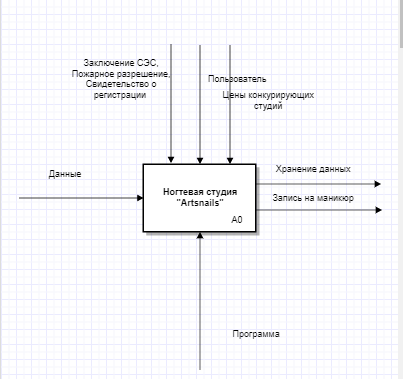 Заключение СЭС,
Пожарное разрешение,
Свидетельство о
регистрации
Пользователь
Цены конкурирующих
студий
Данные
Ногтевая студия
"Artsnails"
A0
Хранение данных
Запись на маникюр
Программа